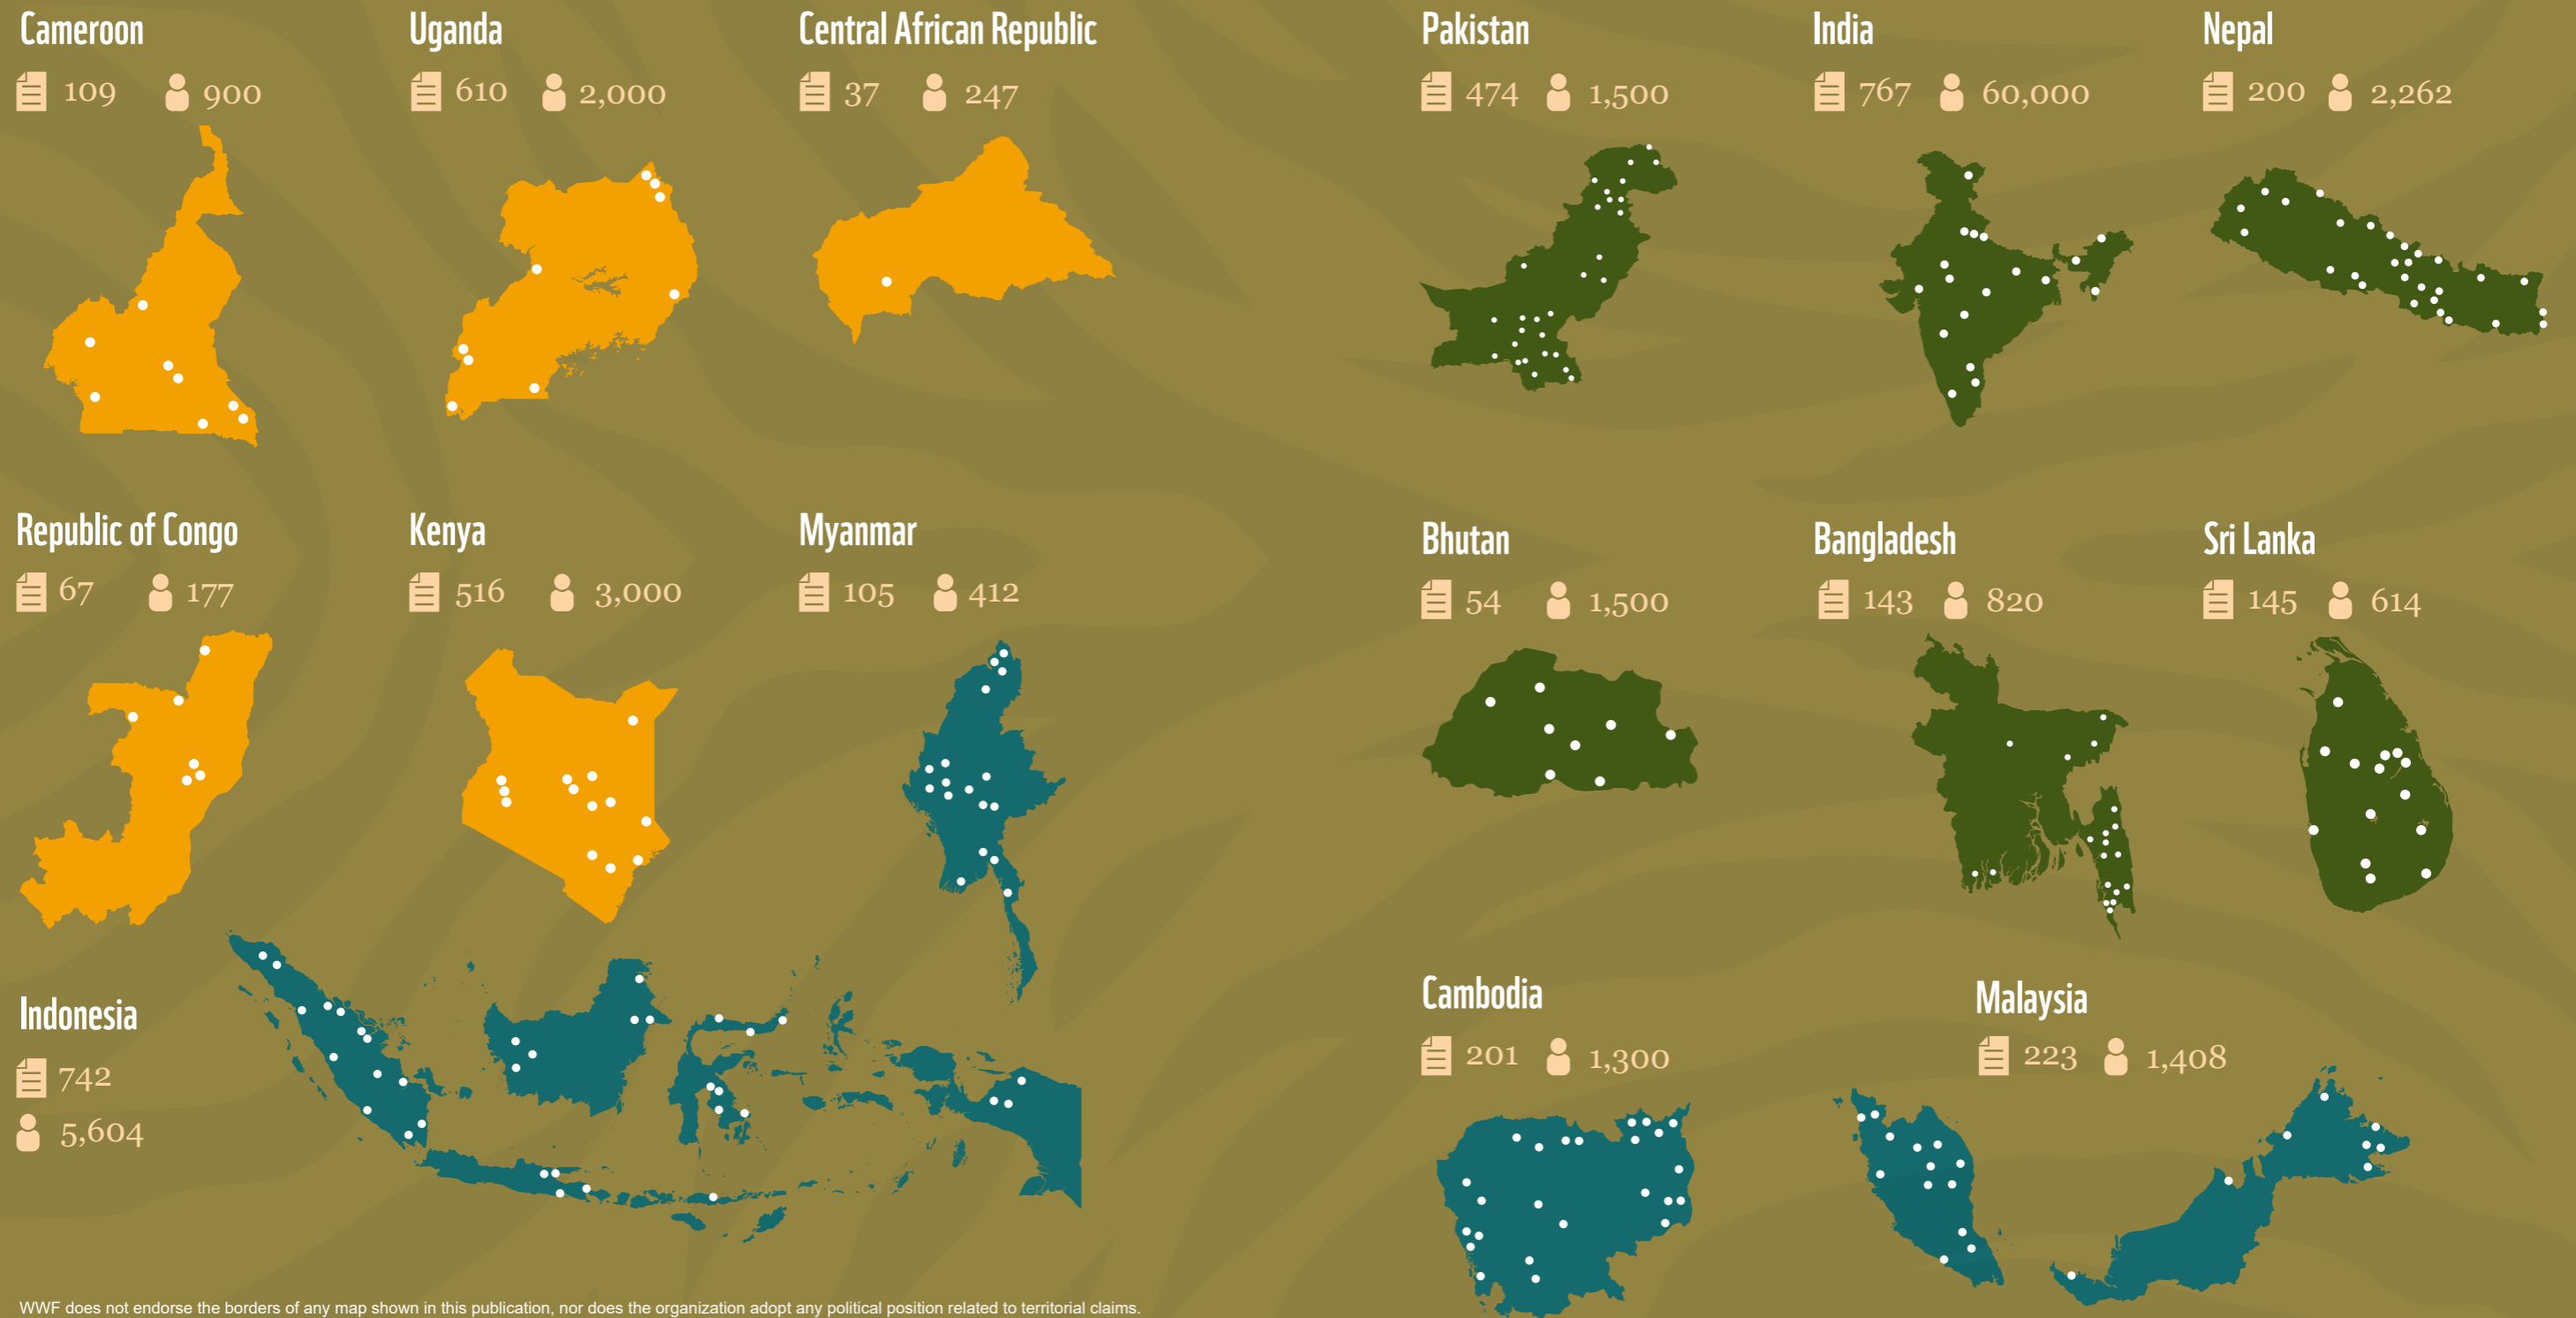 Cameroon
109 900
Uganda
610 2,000
Central African Republic
37 247
Pakistan
474 1,500
India
767 60,000
Nepal
200 2,262
Republic of Congo
67 177
Kenya
516 3,000
Myanmar
105 412
Bhutan
54 1,500
Bangladesh
143 820
Sri Lanka
145 614
Indonesia
742
5,604
Cambodia
201 1,300
Malaysia
223 1,408
WWF does not endorse the borders of any map shown in this publication, nor does the organization adopt any political position related to territorial claims.